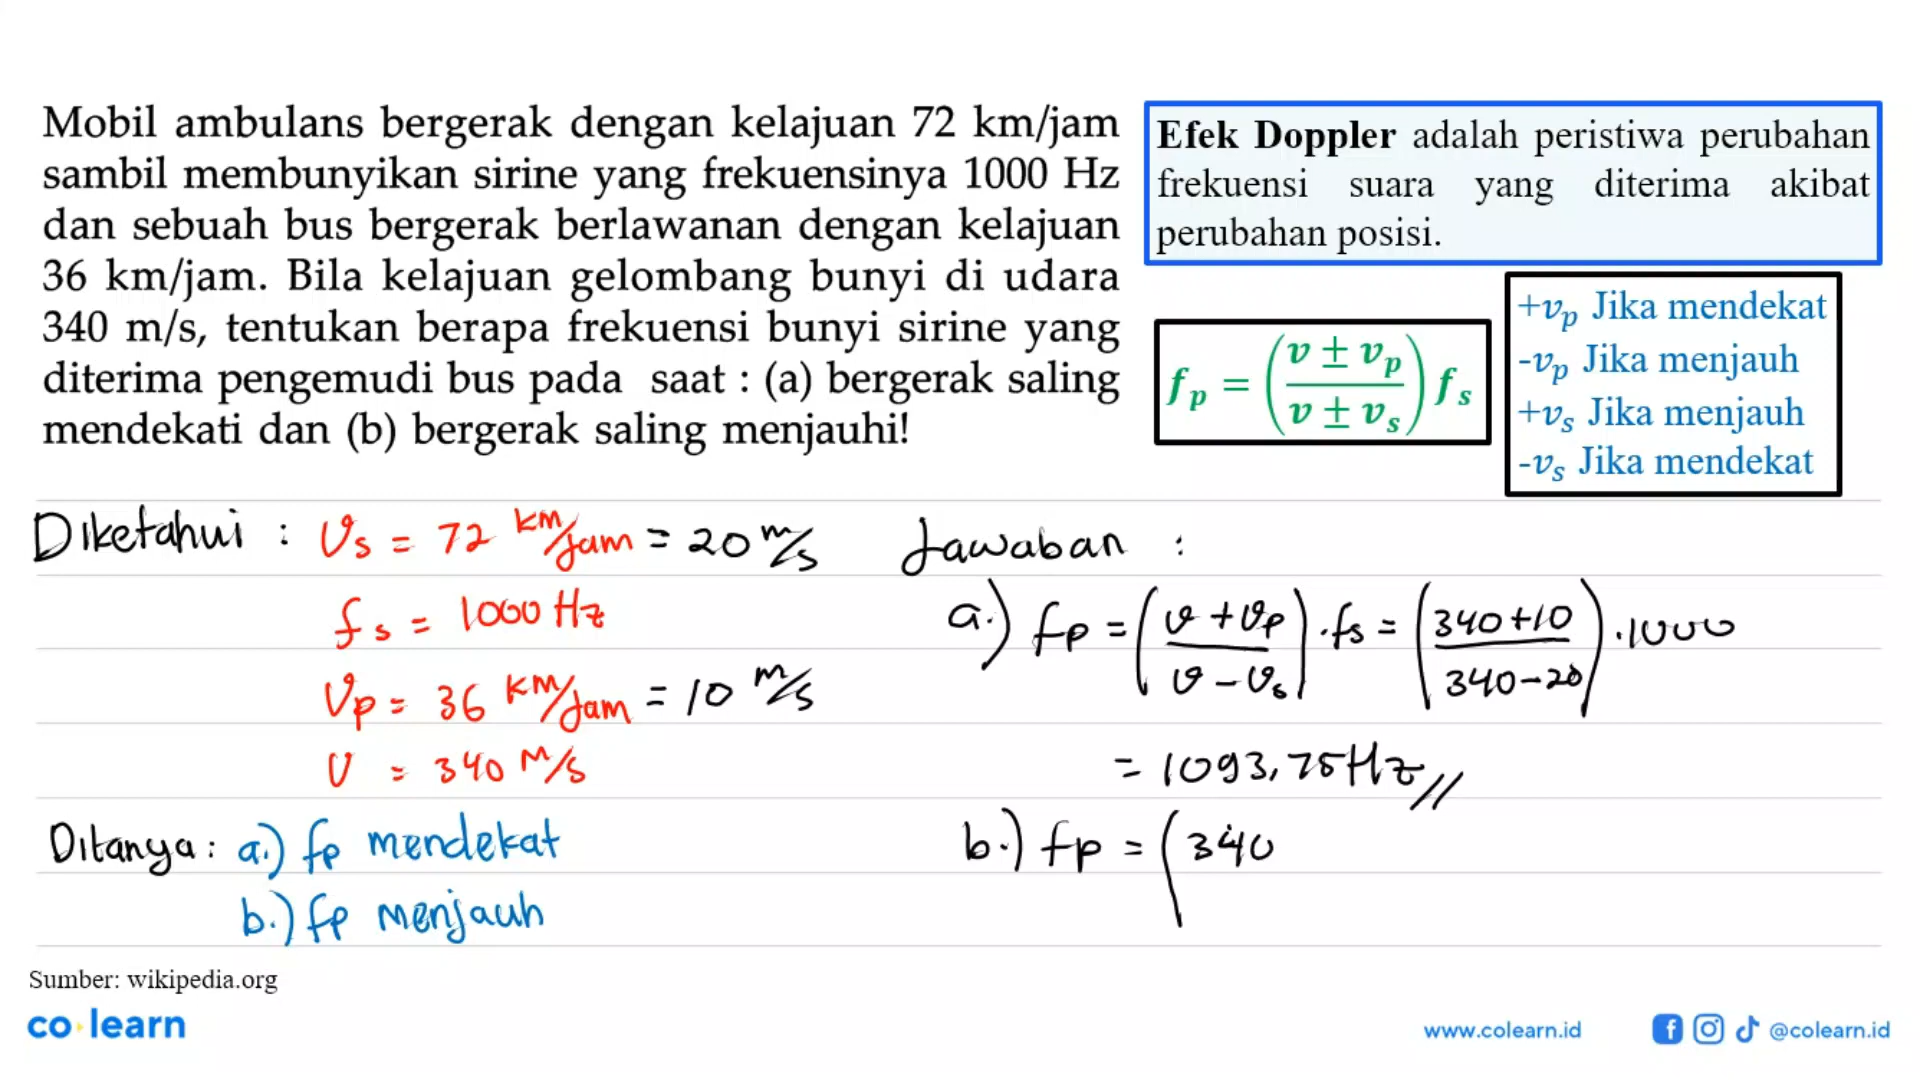 Mobil ambulans bergerak dengan kelajuan 72 km/jam
sambil membunyikan sirine yang frekuensinya 1000 Hz
dan sebuah bus bergerak berlawanan dengan kelajuan
36 km/jam. Bila kelajuan gelombang bunyi di udara
340 m/s, tentukan berapa frekuensi bunyi sirine yang
diterima pengemudi bus pada saat : (a) bergerak saling
mendekati dan (b) bergerak saling menjauhi!
Efek Doppler adalah peristiwa perubahan
frekuensi suara yang diterima akibat
perubahan posisi.
f_p = ((v ± v_p)/(v ± v_s)) f_s
+v_p Jika mendekat
-v_p Jika menjauh
+v_s Jika menjauh
-v_s Jika mendekat
Diketahui : v_s = 72 km/jam = 20 m/s
f_s = 1000 Hz
v_p = 36 km/jam = 10 m/s
v = 340 m/s
Ditanya : a.) fp mendekat
b.) fp menjauh
Jawaban :
a.) fp = ((v + v_p)/(v - v_s)) . fs = ((340 + 10)/(340 - 20)) . 1000
= 1093,75 Hz //
b.) fp = (340
Sumber: wikipedia.org
co learn
www.colearn.id
@colearn.id